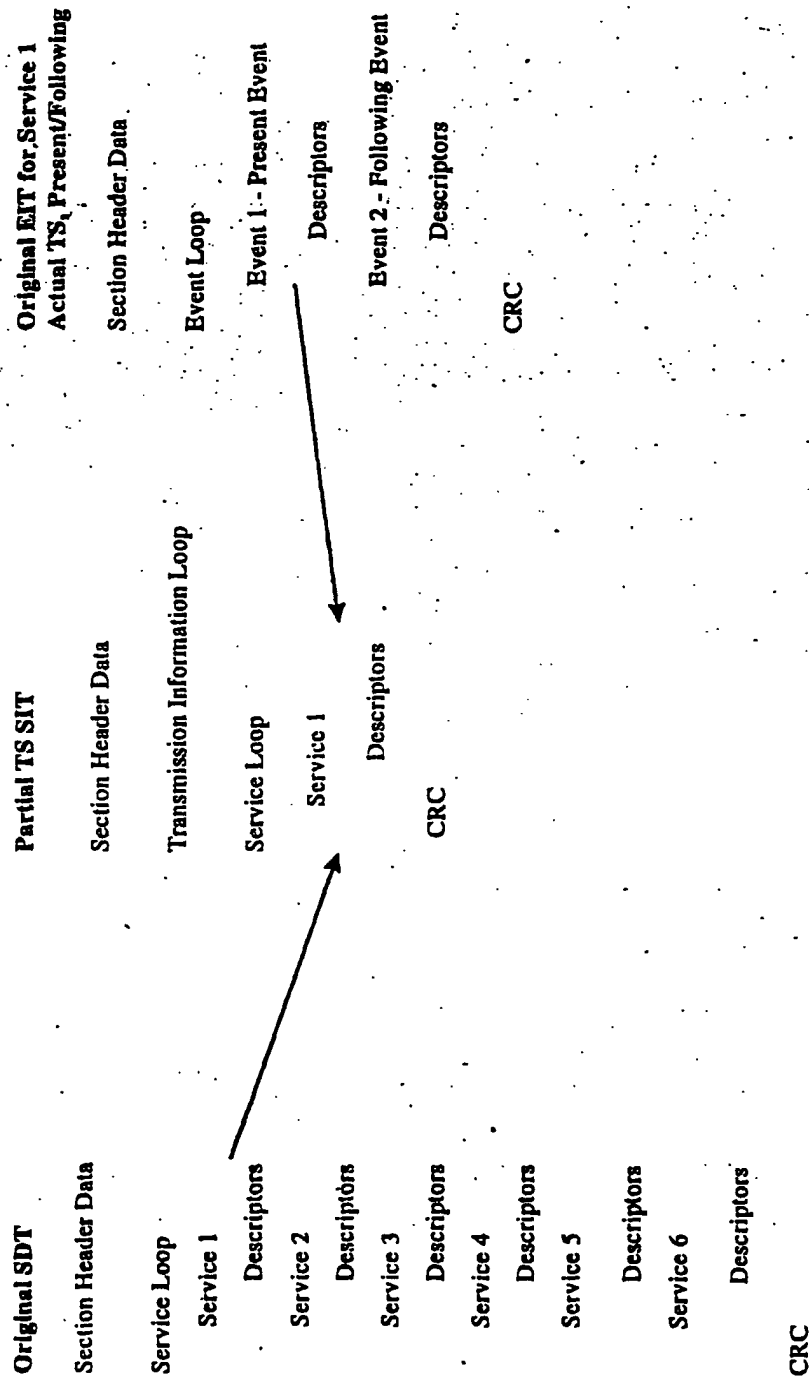 Original SDT
Section Header Data
Service Loop
Service 1
Descriptors
Service 2
Descriptors
Service 3
Descriptors
Service 4
Descriptors
Service 5
Descriptors
Service 6
Descriptors
CRC
Partial TS SIT
Section Header Data
Transmission Information Loop
Service Loop
Service 1
Descriptors
CRC
Original EIT for Service 1
Actual TS, Present/Following
Section Header Data
Event Loop
Event 1 - Present Event
Descriptors
Event 2 - Following Event
Descriptors
CRC